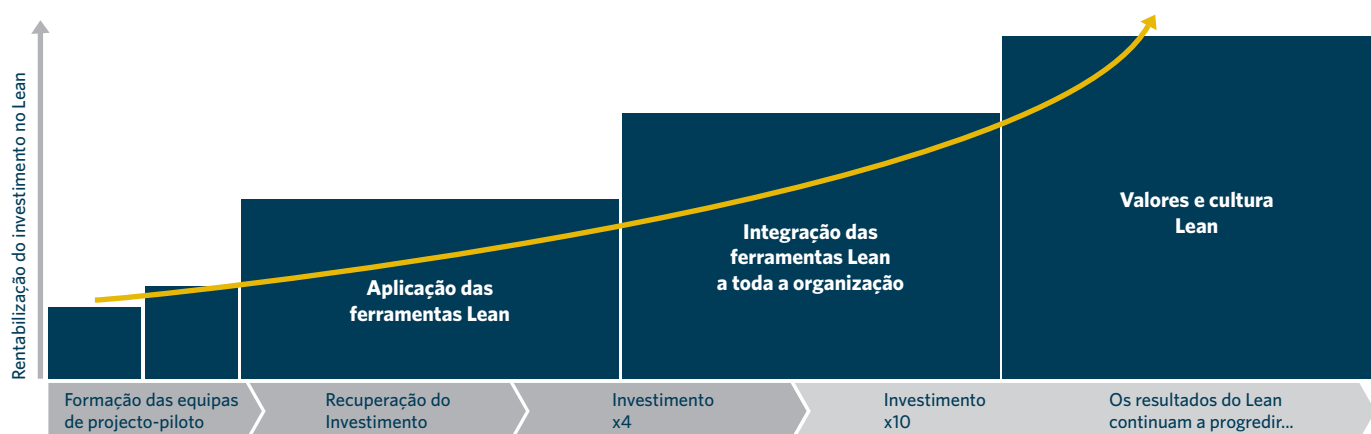 Rentabilização do investimento no Lean
Aplicação das
ferramentas Lean
Integração das
ferramentas Lean
a toda a organização
Valores e cultura
Lean
Formação das equipas
de projecto-piloto
Recuperação do
Investimento
Investimento
x4
Investimento
x10
Os resultados do Lean
continuam a progredir...